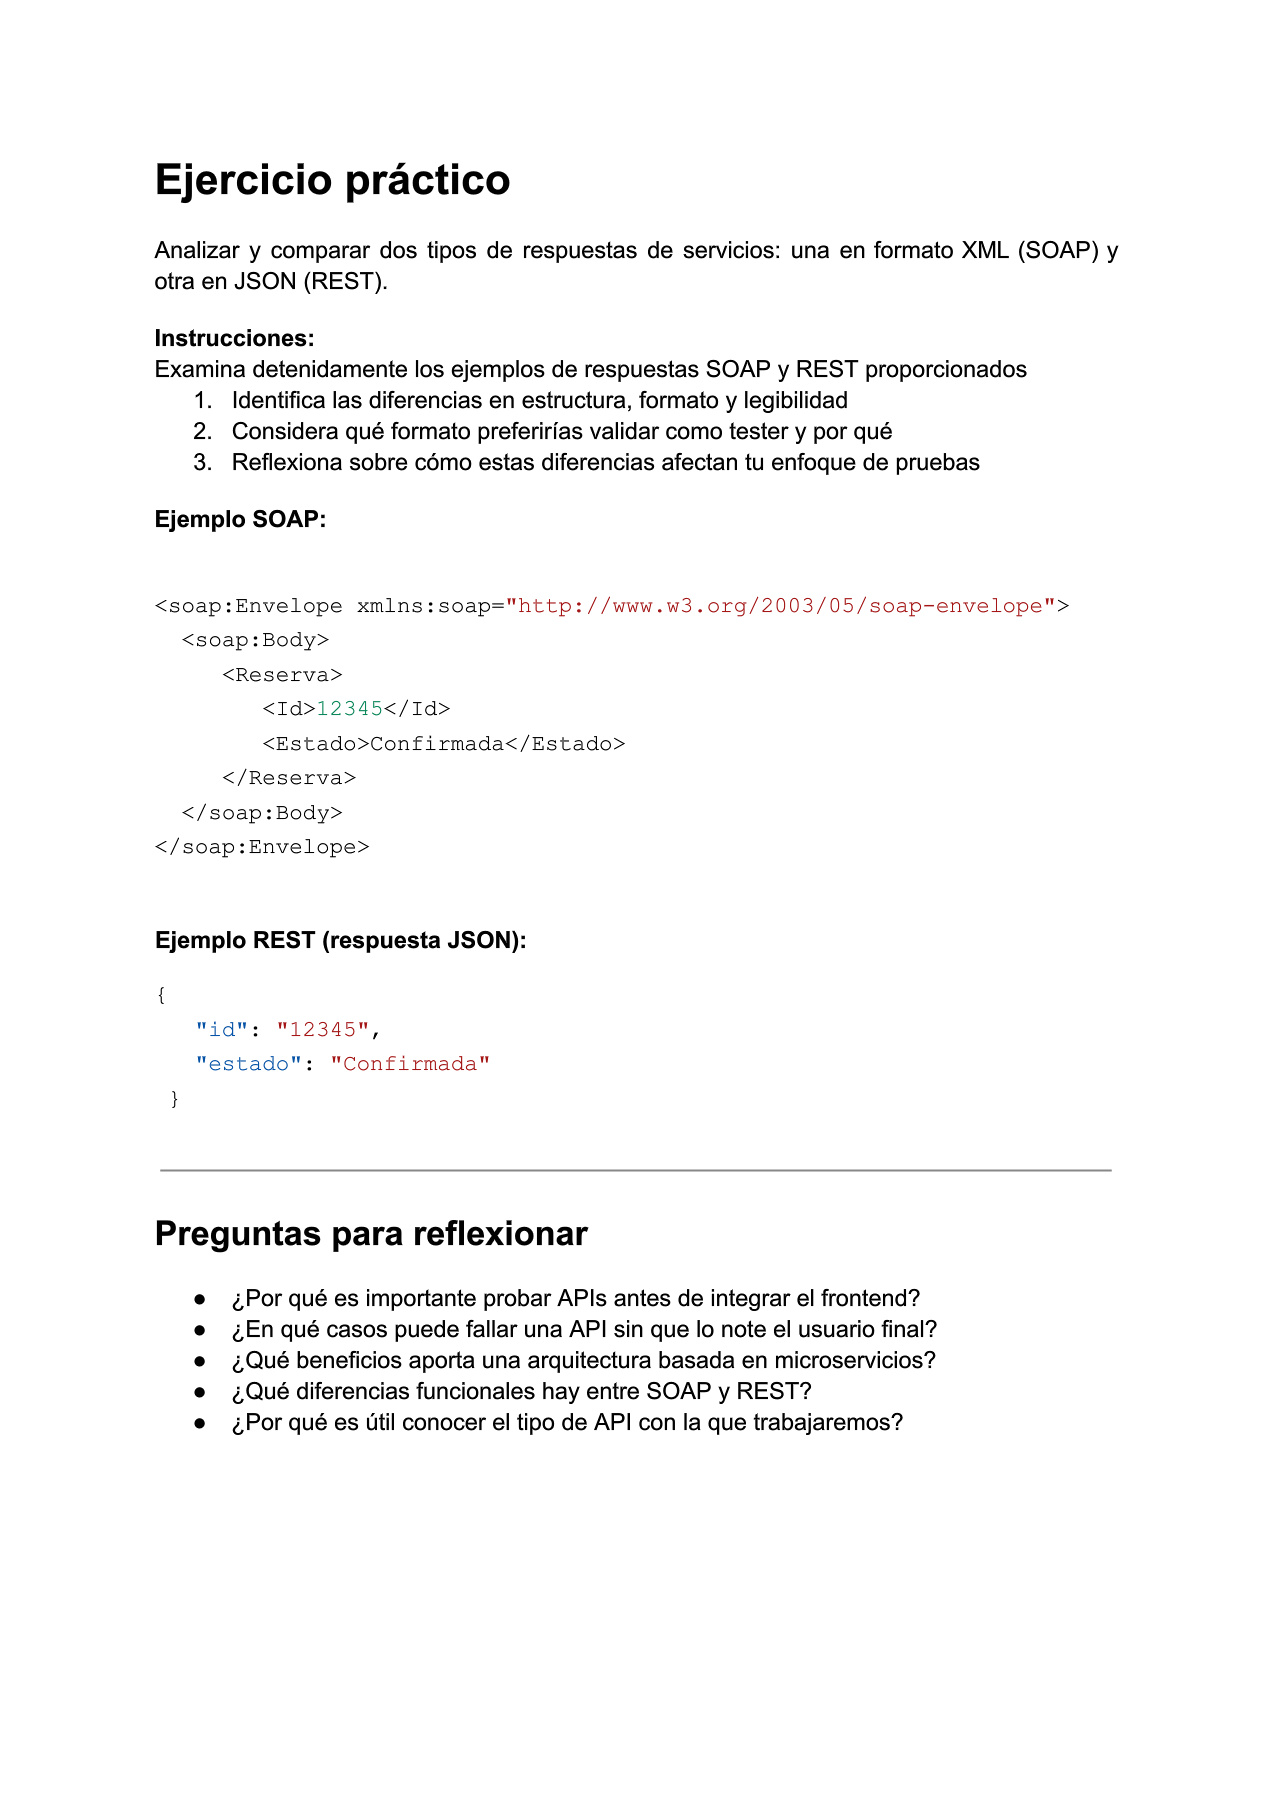 Ejercicio práctico
Analizar y comparar dos tipos de respuestas de servicios: una en formato XML (SOAP) y
otra en JSON (REST).
Instrucciones:
Examina detenidamente los ejemplos de respuestas SOAP y REST proporcionados
1. Identifica las diferencias en estructura, formato y legibilidad
2. Considera qué formato preferirías validar como tester y por qué
3. Reflexiona sobre cómo estas diferencias afectan tu enfoque de pruebas
Ejemplo SOAP:
<soap:Envelope xmlns:soap="http://www.w3.org/2003/05/soap-envelope">
  <soap:Body>
     <Reserva>
        <Id>12345</Id>
        <Estado>Confirmada</Estado>
     </Reserva>
  </soap:Body>
</soap:Envelope>
Ejemplo REST (respuesta JSON):
{
   "id": "12345",
   "estado": "Confirmada"
 }
Preguntas para reflexionar
● ¿Por qué es importante probar APIs antes de integrar el frontend?
● ¿En qué casos puede fallar una API sin que lo note el usuario final?
● ¿Qué beneficios aporta una arquitectura basada en microservicios?
● ¿Qué diferencias funcionales hay entre SOAP y REST?
● ¿Por qué es útil conocer el tipo de API con la que trabajaremos?